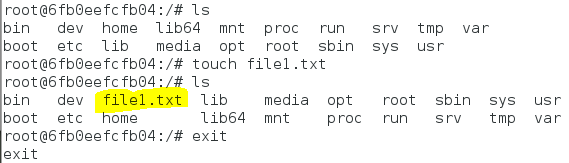 root@6fb0eefcfb04:/# ls
bin   dev  home  lib64  mnt  proc  run   srv  tmp  var
boot  etc  lib   media  opt  root  sbin  sys  usr
root@6fb0eefcfb04:/# touch file1.txt
root@6fb0eefcfb04:/# ls
bin   dev  file1.txt  lib    media  opt   root  sbin  sys  usr
boot  etc  home       lib64  mnt    proc  run   srv   tmp  var
root@6fb0eefcfb04:/# exit
exit